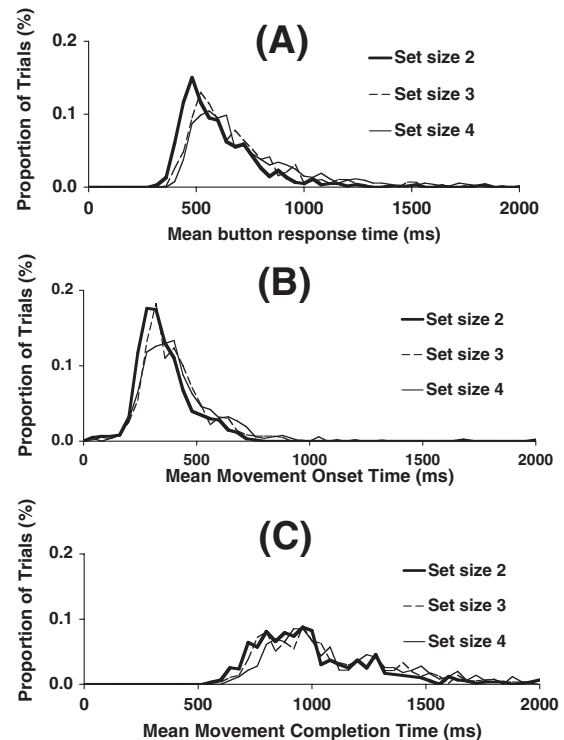 (A)
Proportion of Trials (%)
0.2
0.1
0.0
Set size 2
Set size 3
Set size 4
0 500 1000 1500 2000
Mean button response time (ms)
(B)
Proportion of Trials (%)
0.2
0.1
0.0
Set size 2
Set size 3
Set size 4
0 500 1000 1500 2000
Mean Movement Onset Time (ms)
(C)
Proportion of Trials (%)
0.2
0.1
0.0
Set size 2
Set size 3
Set size 4
0 500 1000 1500 2000
Mean Movement Completion Time (ms)